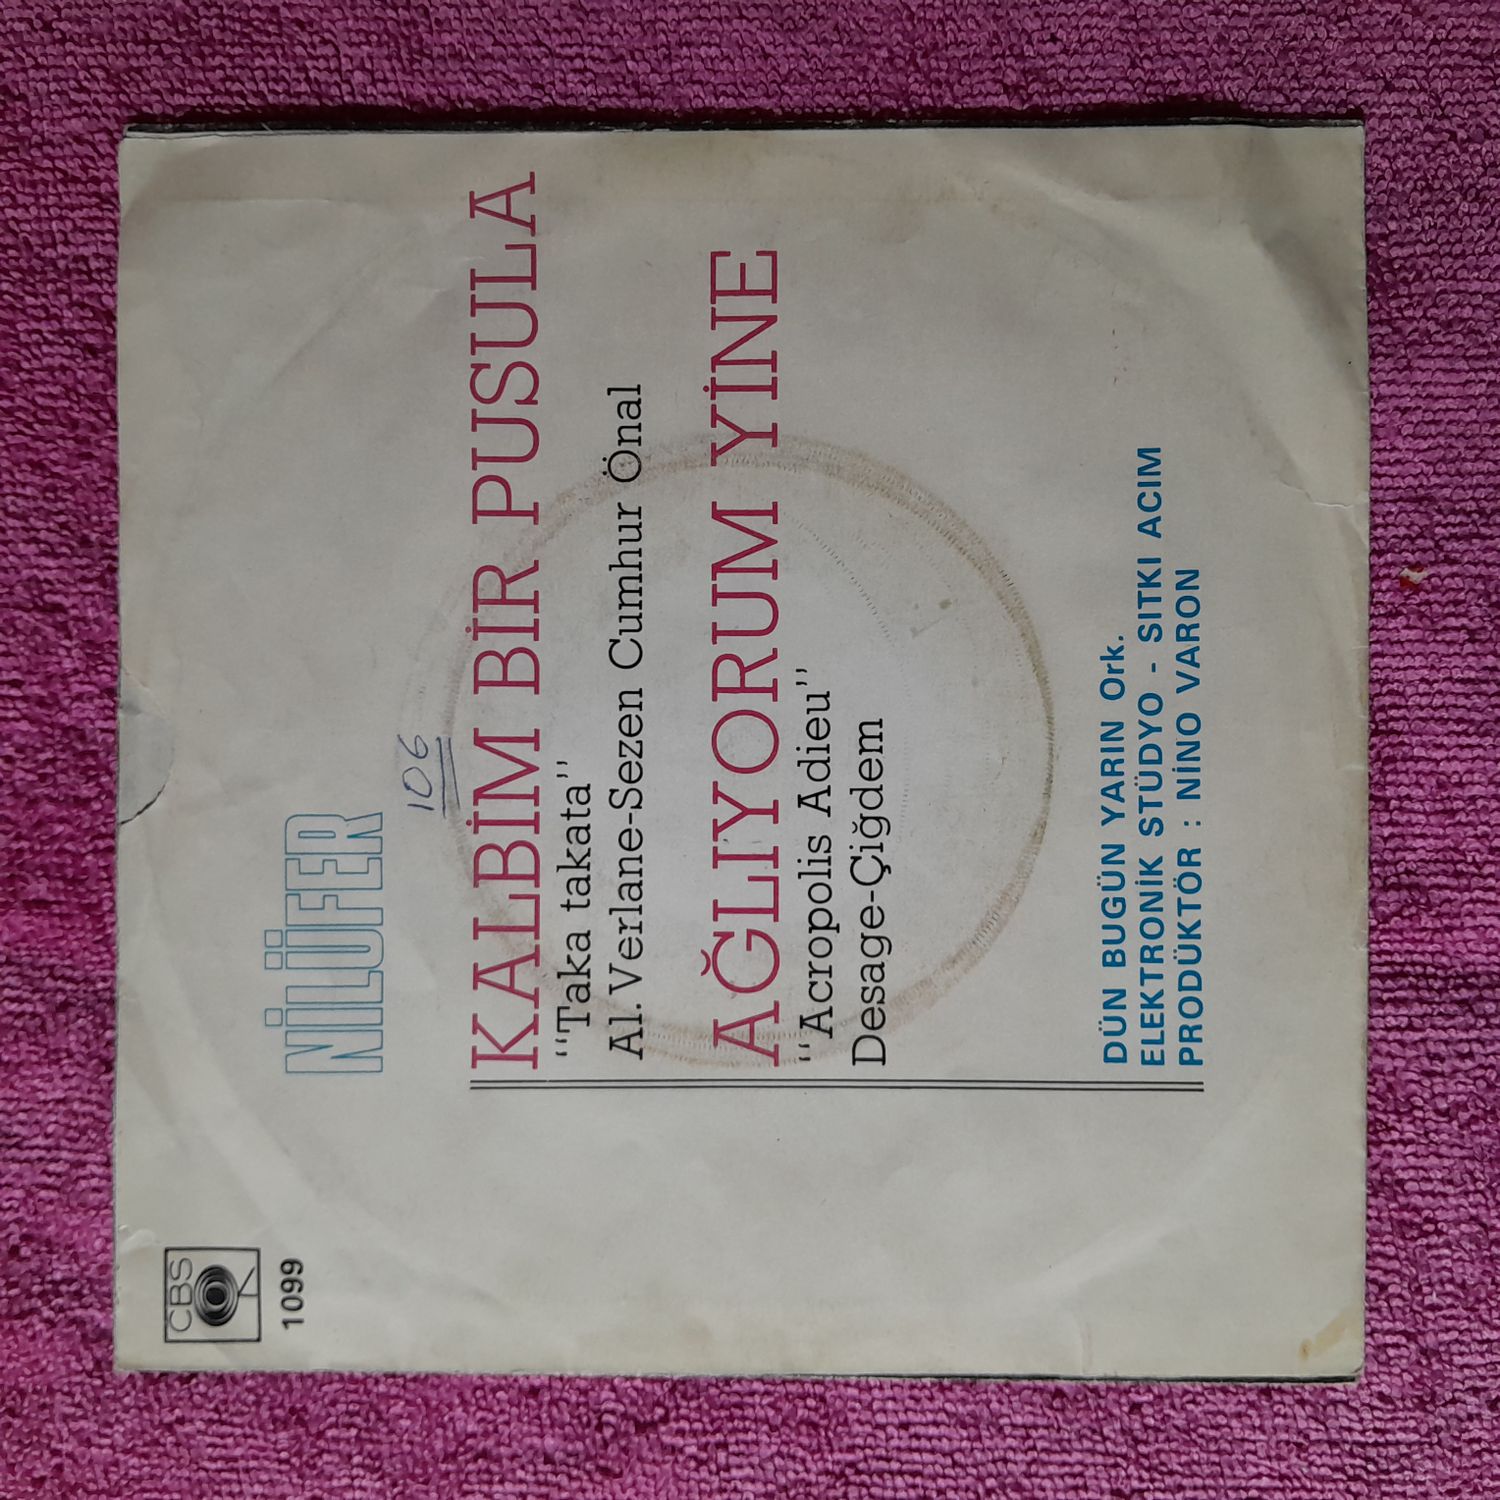 CBS
1099
NİLÜFER
106
KALBİM BİR PUSULA
"Taka takata"
Al. Verlane-Sezen Cumhur Önal
AĞLIYORUM YİNE
"Acropolis Adieu"
Desage-Çiğdem
DÜN BUGÜN YARIN Ork.
ELEKTRONİK STÜDYO - SITKI ACIM
PRODÜKTÖR : NİNO VARON